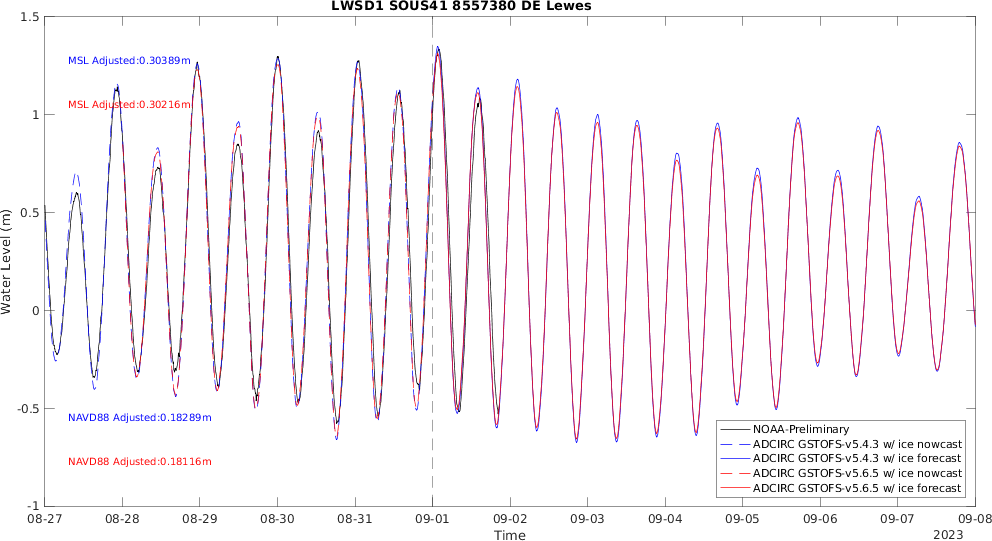 LWSD1 SOUS41 8557380 DE Lewes
1.5
1
0.5
0
-0.5
-1
Water Level (m)
MSL Adjusted:0.30389m
MSL Adjusted:0.30216m
NAVD88 Adjusted:0.18289m
NAVD88 Adjusted:0.18116m
NOAA-Preliminary
ADCIRC GSTOFS-v5.4.3 w/ ice nowcast
ADCIRC GSTOFS-v5.4.3 w/ ice forecast
ADCIRC GSTOFS-v5.6.5 w/ ice nowcast
ADCIRC GSTOFS-v5.6.5 w/ ice forecast
08-27 08-28 08-29 08-30 08-31 09-01 09-02 09-03 09-04 09-05 09-06 09-07 09-08
Time
2023